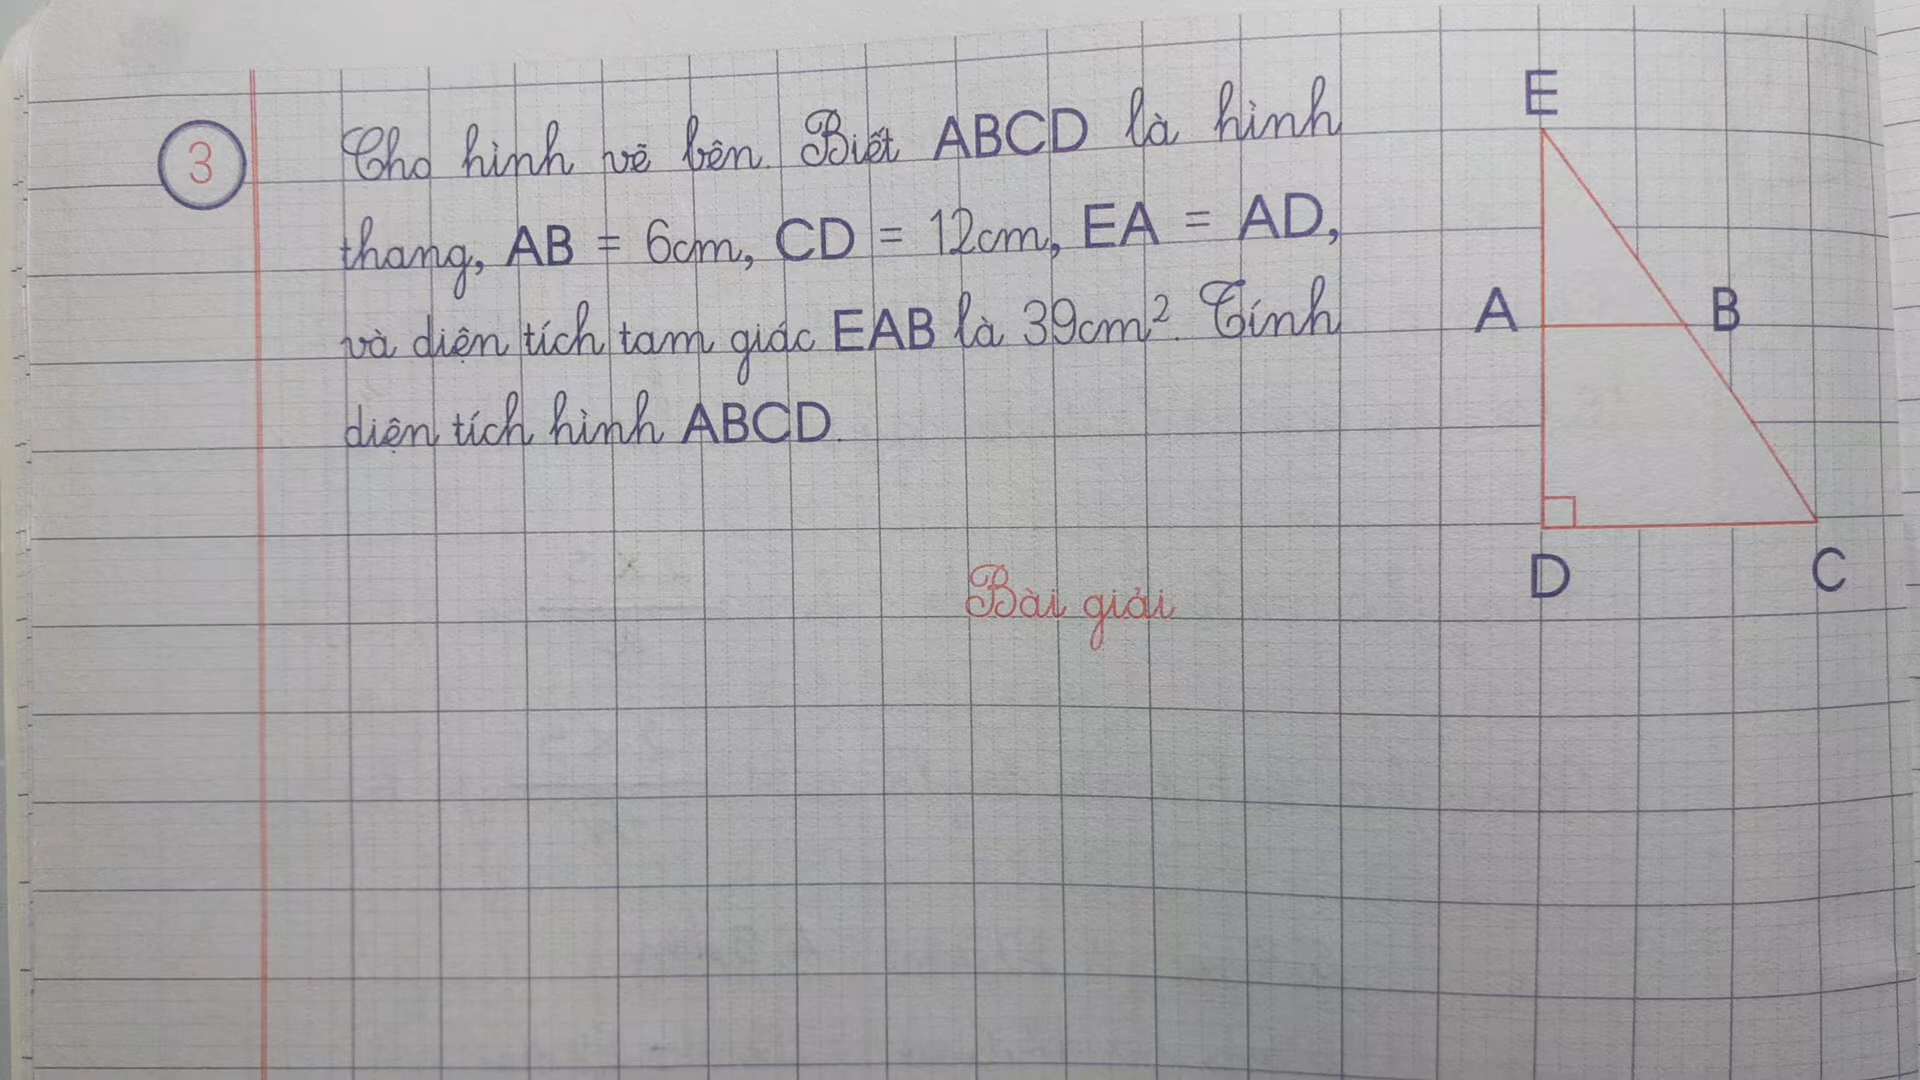 3
Cho hình vẽ bên. Biết ABCD là hình
thang, AB = 6cm, CD = 12cm, EA = AD,
và diện tích tam giác EAB là 39cm². Tính
diện tích hình ABCD.
Bài giải
E
A
B
D
C